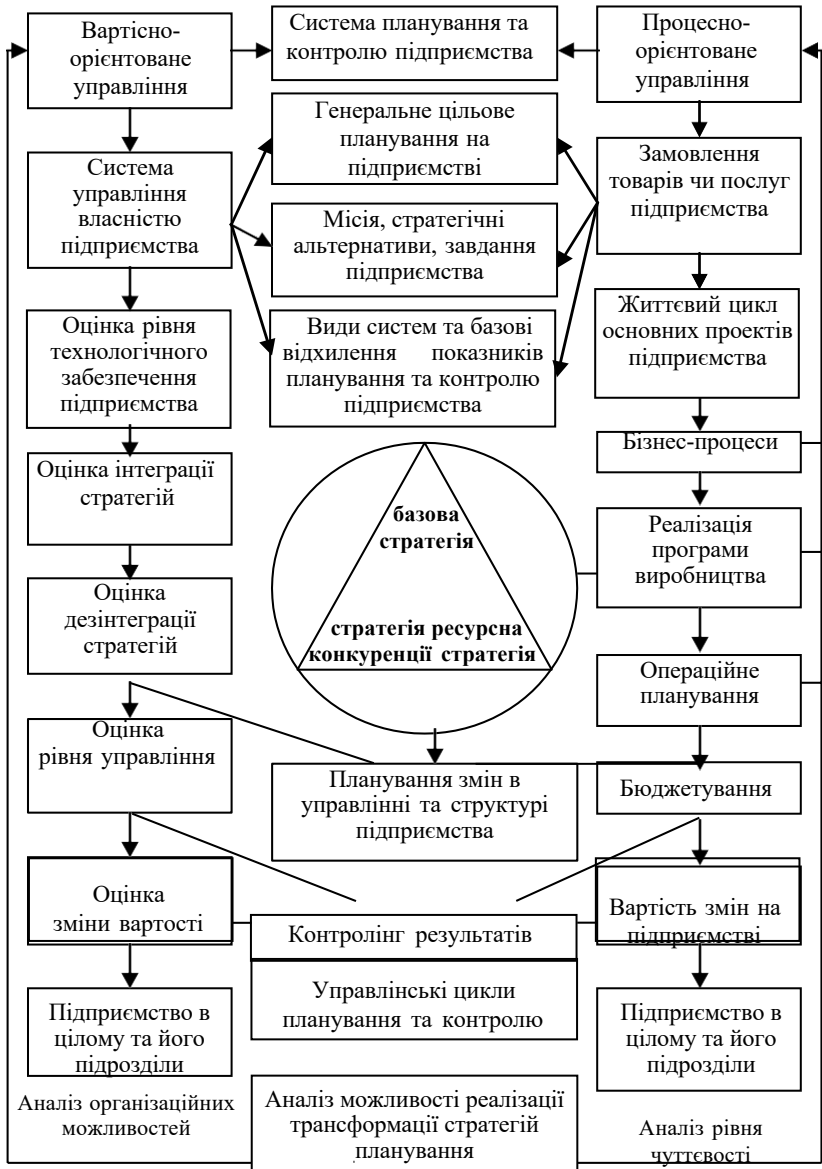 Вартісно-
орієнтоване
управління
Система планування та
контролю підприємства
Процесно-
орієнтоване
управління
Генеральне цільове
планування на
підприємстві
Система
управління
власністю
підприємства
Замовлення
товарів чи послуг
підприємства
Місія, стратегічні
альтернативи, завдання
підприємства
Оцінка рівня
технологічного
забезпечення
підприємства
Види систем та базові
відхилення показників
планування та контролю
підприємства
Життєвий цикл
основних проектів
підприємства
Бізнес-процеси
Оцінка інтеграції
стратегій
базова
стратегія
Реалізація
програми
виробництва
Оцінка
дезінтеграції
стратегій
стратегія ресурсна
конкуренції стратегія
Операційне
планування
Оцінка
рівня управління
Планування змін в
управлінні та структурі
підприємства
Бюджетування
Оцінка
зміни вартості
Контролінг результатів
Вартість змін на
підприємстві
Управлінські цикли
планування та контролю
Підприємство в
цілому та його
підрозділи
Підприємство в
цілому та його
підрозділи
Аналіз організаційних
можливостей
Аналіз можливості реалізації
трансформації стратегій
планування
Аналіз рівня
чуттєвості